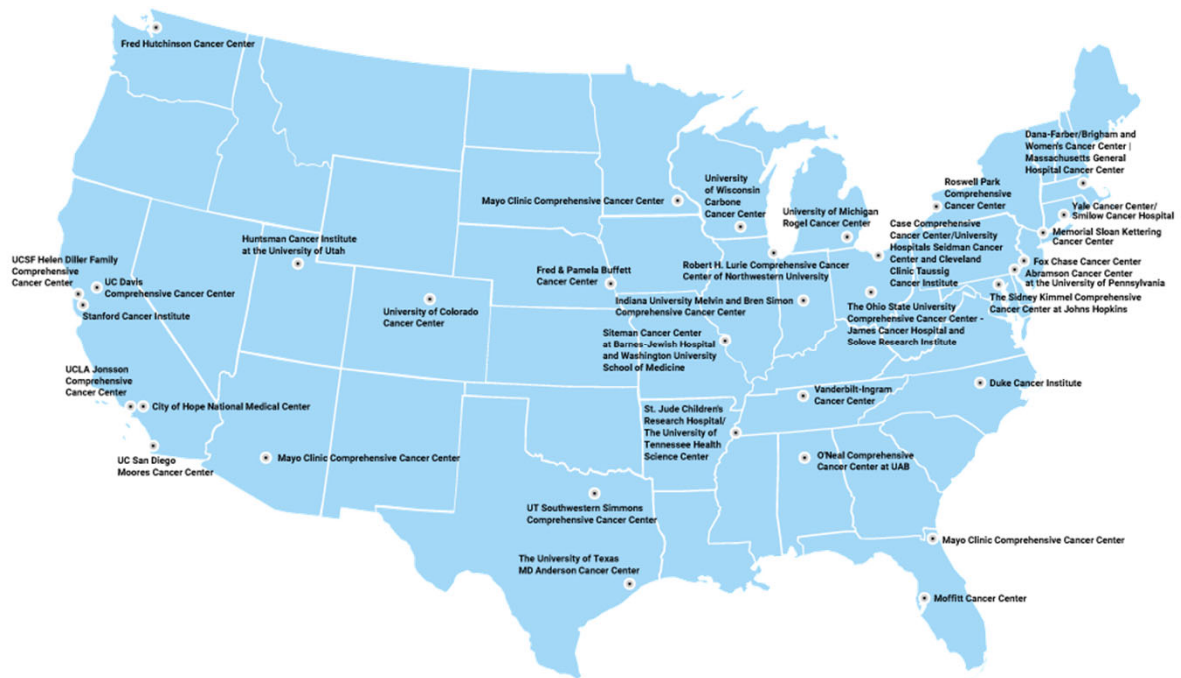 Fred Hutchinson Cancer Center
Dana-Farber/Brigham and
Women's Cancer Center |
Massachusetts General
Hospital Cancer Center
Roswell Park
Comprehensive
Cancer Center
University
of Wisconsin
Carbone
Cancer Center
Mayo Clinic Comprehensive Cancer Center
University of Michigan
Rogel Cancer Center
Yale Cancer Center/
Smilow Cancer Hospital
Memorial Sloan Kettering
Cancer Center
Case Comprehensive
Cancer Center/University
Hospitals Seidman Cancer
Center and Cleveland
Clinic Taussig
Cancer Institute
Huntsman Cancer Institute
at the University of Utah
UCSF Helen Diller Family
Comprehensive
Cancer Center
UC Davis
Comprehensive Cancer Center
Stanford Cancer Institute
Fred & Pamela Buffett
Cancer Center
Robert H. Lurie Comprehensive Cancer
Center of Northwestern University
Fox Chase Cancer Center
Abramson Cancer Center
at the University of Pennsylvania
The Sidney Kimmel Comprehensive
Cancer Center at Johns Hopkins
University of Colorado
Cancer Center
Indiana University Melvin and Bren Simon
Comprehensive Cancer Center
The Ohio State University
Comprehensive Cancer Center -
James Cancer Hospital and
Solove Research Institute
Siteman Cancer Center
at Barnes-Jewish Hospital
and Washington University
School of Medicine
UCLA Jonsson
Comprehensive
Cancer Center
City of Hope National Medical Center
UC San Diego
Moores Cancer Center
Mayo Clinic Comprehensive Cancer Center
St. Jude Children's
Research Hospital/
The University of
Tennessee Health
Science Center
Vanderbilt-Ingram
Cancer Center
Duke Cancer Institute
O'Neal Comprehensive
Cancer Center at UAB
UT Southwestern Simmons
Comprehensive Cancer Center
The University of Texas
MD Anderson Cancer Center
Mayo Clinic Comprehensive Cancer Center
Moffitt Cancer Center